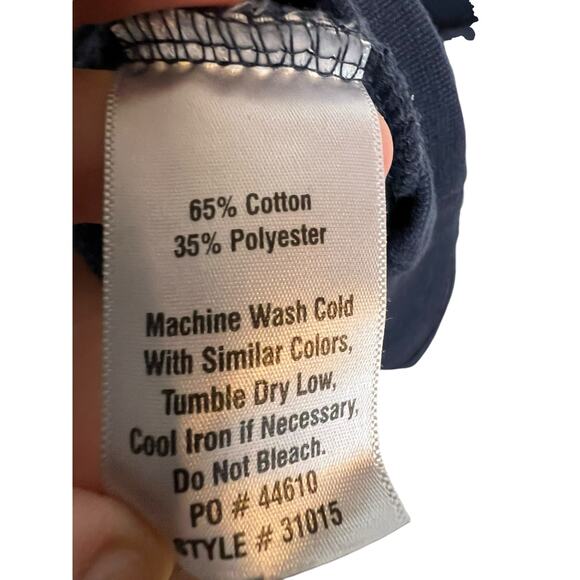 65% Cotton
35% Polyester
Machine Wash Cold
With Similar Colors,
Tumble Dry Low,
Cool Iron if Necessary,
Do Not Bleach.
PO # 44610
STYLE # 31015